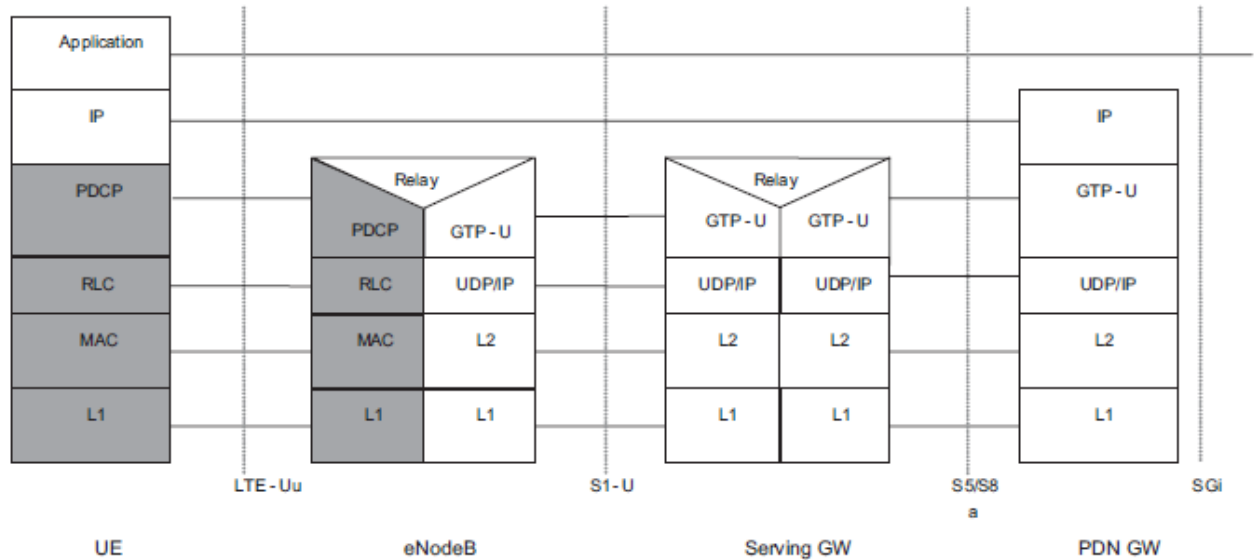 Application
IP
IP
PDCP
Relay
Relay
GTP - U
PDCP
GTP - U
GTP - U
GTP - U
RLC
RLC
UDP/IP
UDP/IP
UDP/IP
UDP/IP
MAC
MAC
L2
L2
L2
L2
L1
L1
L1
L1
L1
L1
LTE - Uu
S1 - U
S5/S8
a
SGi
UE
eNodeB
Serving GW
PDN GW